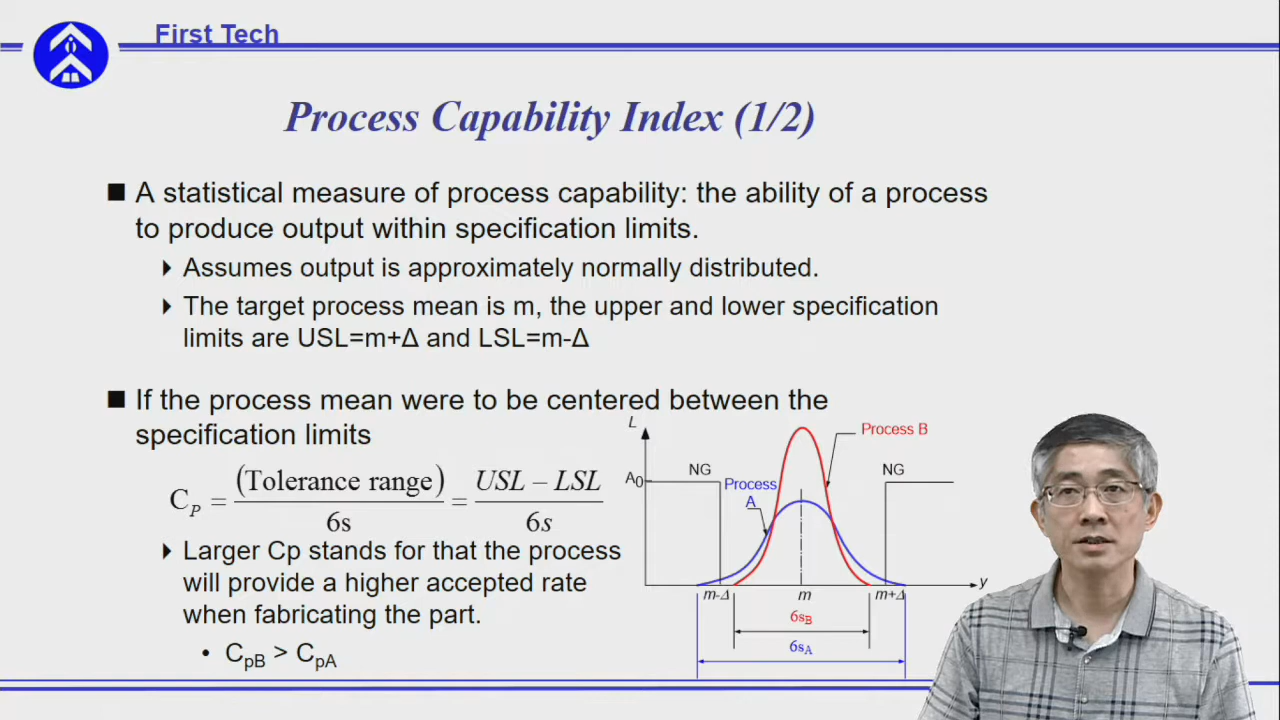 First Tech
Process Capability Index (1/2)
A statistical measure of process capability: the ability of a process
to produce output within specification limits.
Assumes output is approximately normally distributed.
The target process mean is m, the upper and lower specification
limits are USL=m+Δ and LSL=m-Δ
If the process mean were to be centered between the
specification limits
C_P = (Tolerance range) / 6s = USL – LSL / 6s
Larger Cp stands for that the process
will provide a higher accepted rate
when fabricating the part.
• C_pB > C_pA
L
A₀
NG
Process
A
Process B
NG
m-Δ
m
m+Δ
y
6s_B
6s_A